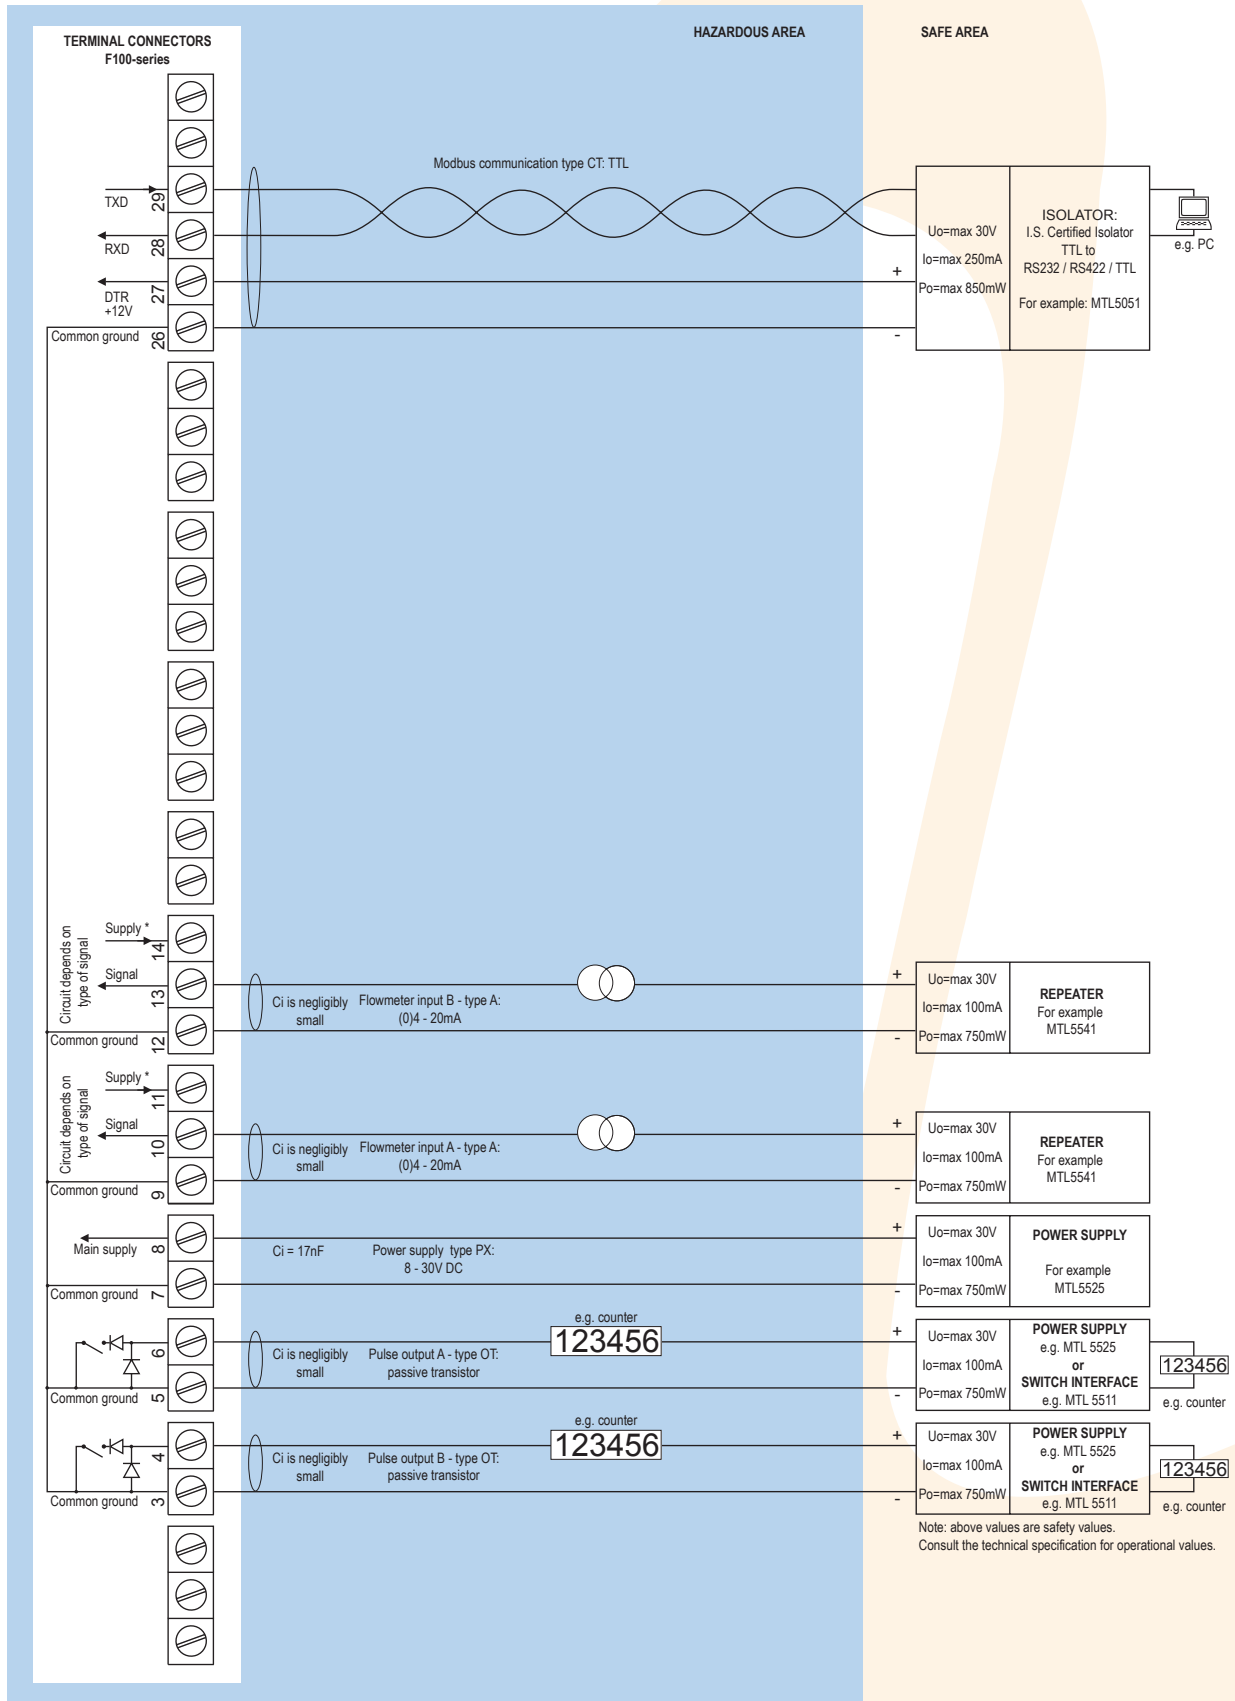 TERMINAL CONNECTORS
F100-series
HAZARDOUS AREA
SAFE AREA
Modbus communication type CT: TTL
TXD
29
RXD
28
DTR
+12V
27
Common ground
26
+
-
Uo=max 30V
Io=max 250mA
Po=max 850mW
ISOLATOR:
I.S. Certified Isolator
TTL to
RS232 / RS422 / TTL
For example: MTL5051
e.g. PC
Circuit depends on
type of signal
Supply *
14
Signal
13
Common ground
12
Ci is negligibly
small
Flowmeter input B - type A:
(0)4 - 20mA
+
-
Uo=max 30V
Io=max 100mA
Po=max 750mW
REPEATER
For example
MTL5541
Circuit depends on
type of signal
Supply *
11
Signal
10
Common ground
9
Ci is negligibly
small
Flowmeter input A - type A:
(0)4 - 20mA
+
-
Uo=max 30V
Io=max 100mA
Po=max 750mW
REPEATER
For example
MTL5541
Main supply
8
Common ground
7
Ci = 17nF
Power supply type PX:
8 - 30V DC
+
-
Uo=max 30V
Io=max 100mA
Po=max 750mW
POWER SUPPLY
For example
MTL5525
6
Common ground
5
Ci is negligibly
small
Pulse output A - type OT:
passive transistor
e.g. counter
123456
+
-
Uo=max 30V
Io=max 100mA
Po=max 750mW
POWER SUPPLY
e.g. MTL 5525
or
SWITCH INTERFACE
e.g. MTL 5511
123456
e.g. counter
4
Common ground
3
Ci is negligibly
small
Pulse output B - type OT:
passive transistor
e.g. counter
123456
+
-
Uo=max 30V
Io=max 100mA
Po=max 750mW
POWER SUPPLY
e.g. MTL 5525
or
SWITCH INTERFACE
e.g. MTL 5511
123456
e.g. counter
Note: above values are safety values.
Consult the technical specification for operational values.